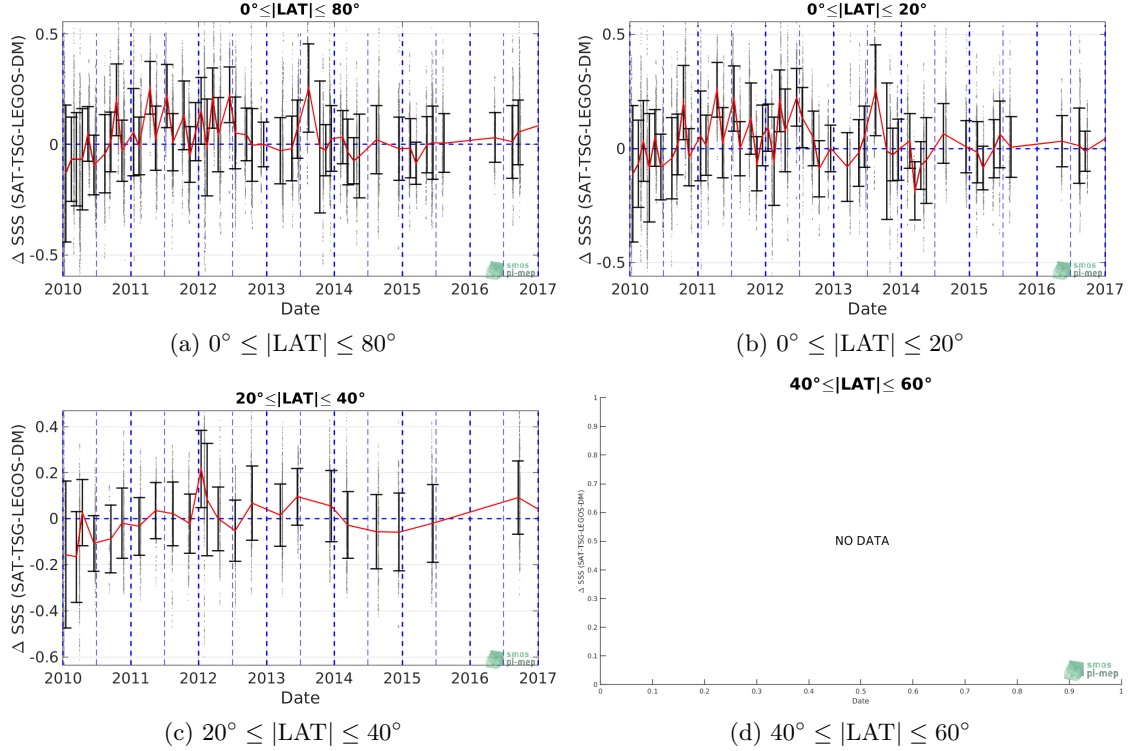 0°≤|LAT|≤ 80°
Δ SSS (SAT-TSG-LEGOS-DM)
0.5
0
-0.5
2010 2011 2012 2013 2014 2015 2016 2017
Date
smos
pi-mep
(a) 0° ≤ |LAT| ≤ 80°
0°≤|LAT|≤ 20°
Δ SSS (SAT-TSG-LEGOS-DM)
0.5
0
-0.5
2010 2011 2012 2013 2014 2015 2016 2017
Date
smos
pi-mep
(b) 0° ≤ |LAT| ≤ 20°
20°≤|LAT|≤ 40°
Δ SSS (SAT-TSG-LEGOS-DM)
0.4
0.2
0
-0.2
-0.4
-0.6
2010 2011 2012 2013 2014 2015 2016 2017
Date
smos
pi-mep
(c) 20° ≤ |LAT| ≤ 40°
40°≤|LAT|≤ 60°
Δ SSS (SAT-TSG-LEGOS-DM)
1
0.9
0.8
0.7
0.6
0.5
0.4
0.3
0.2
0.1
0
NO DATA
0 0.1 0.2 0.3 0.4 0.5 0.6 0.7 0.8 0.9 1
Date
smos
pi-mep
(d) 40° ≤ |LAT| ≤ 60°